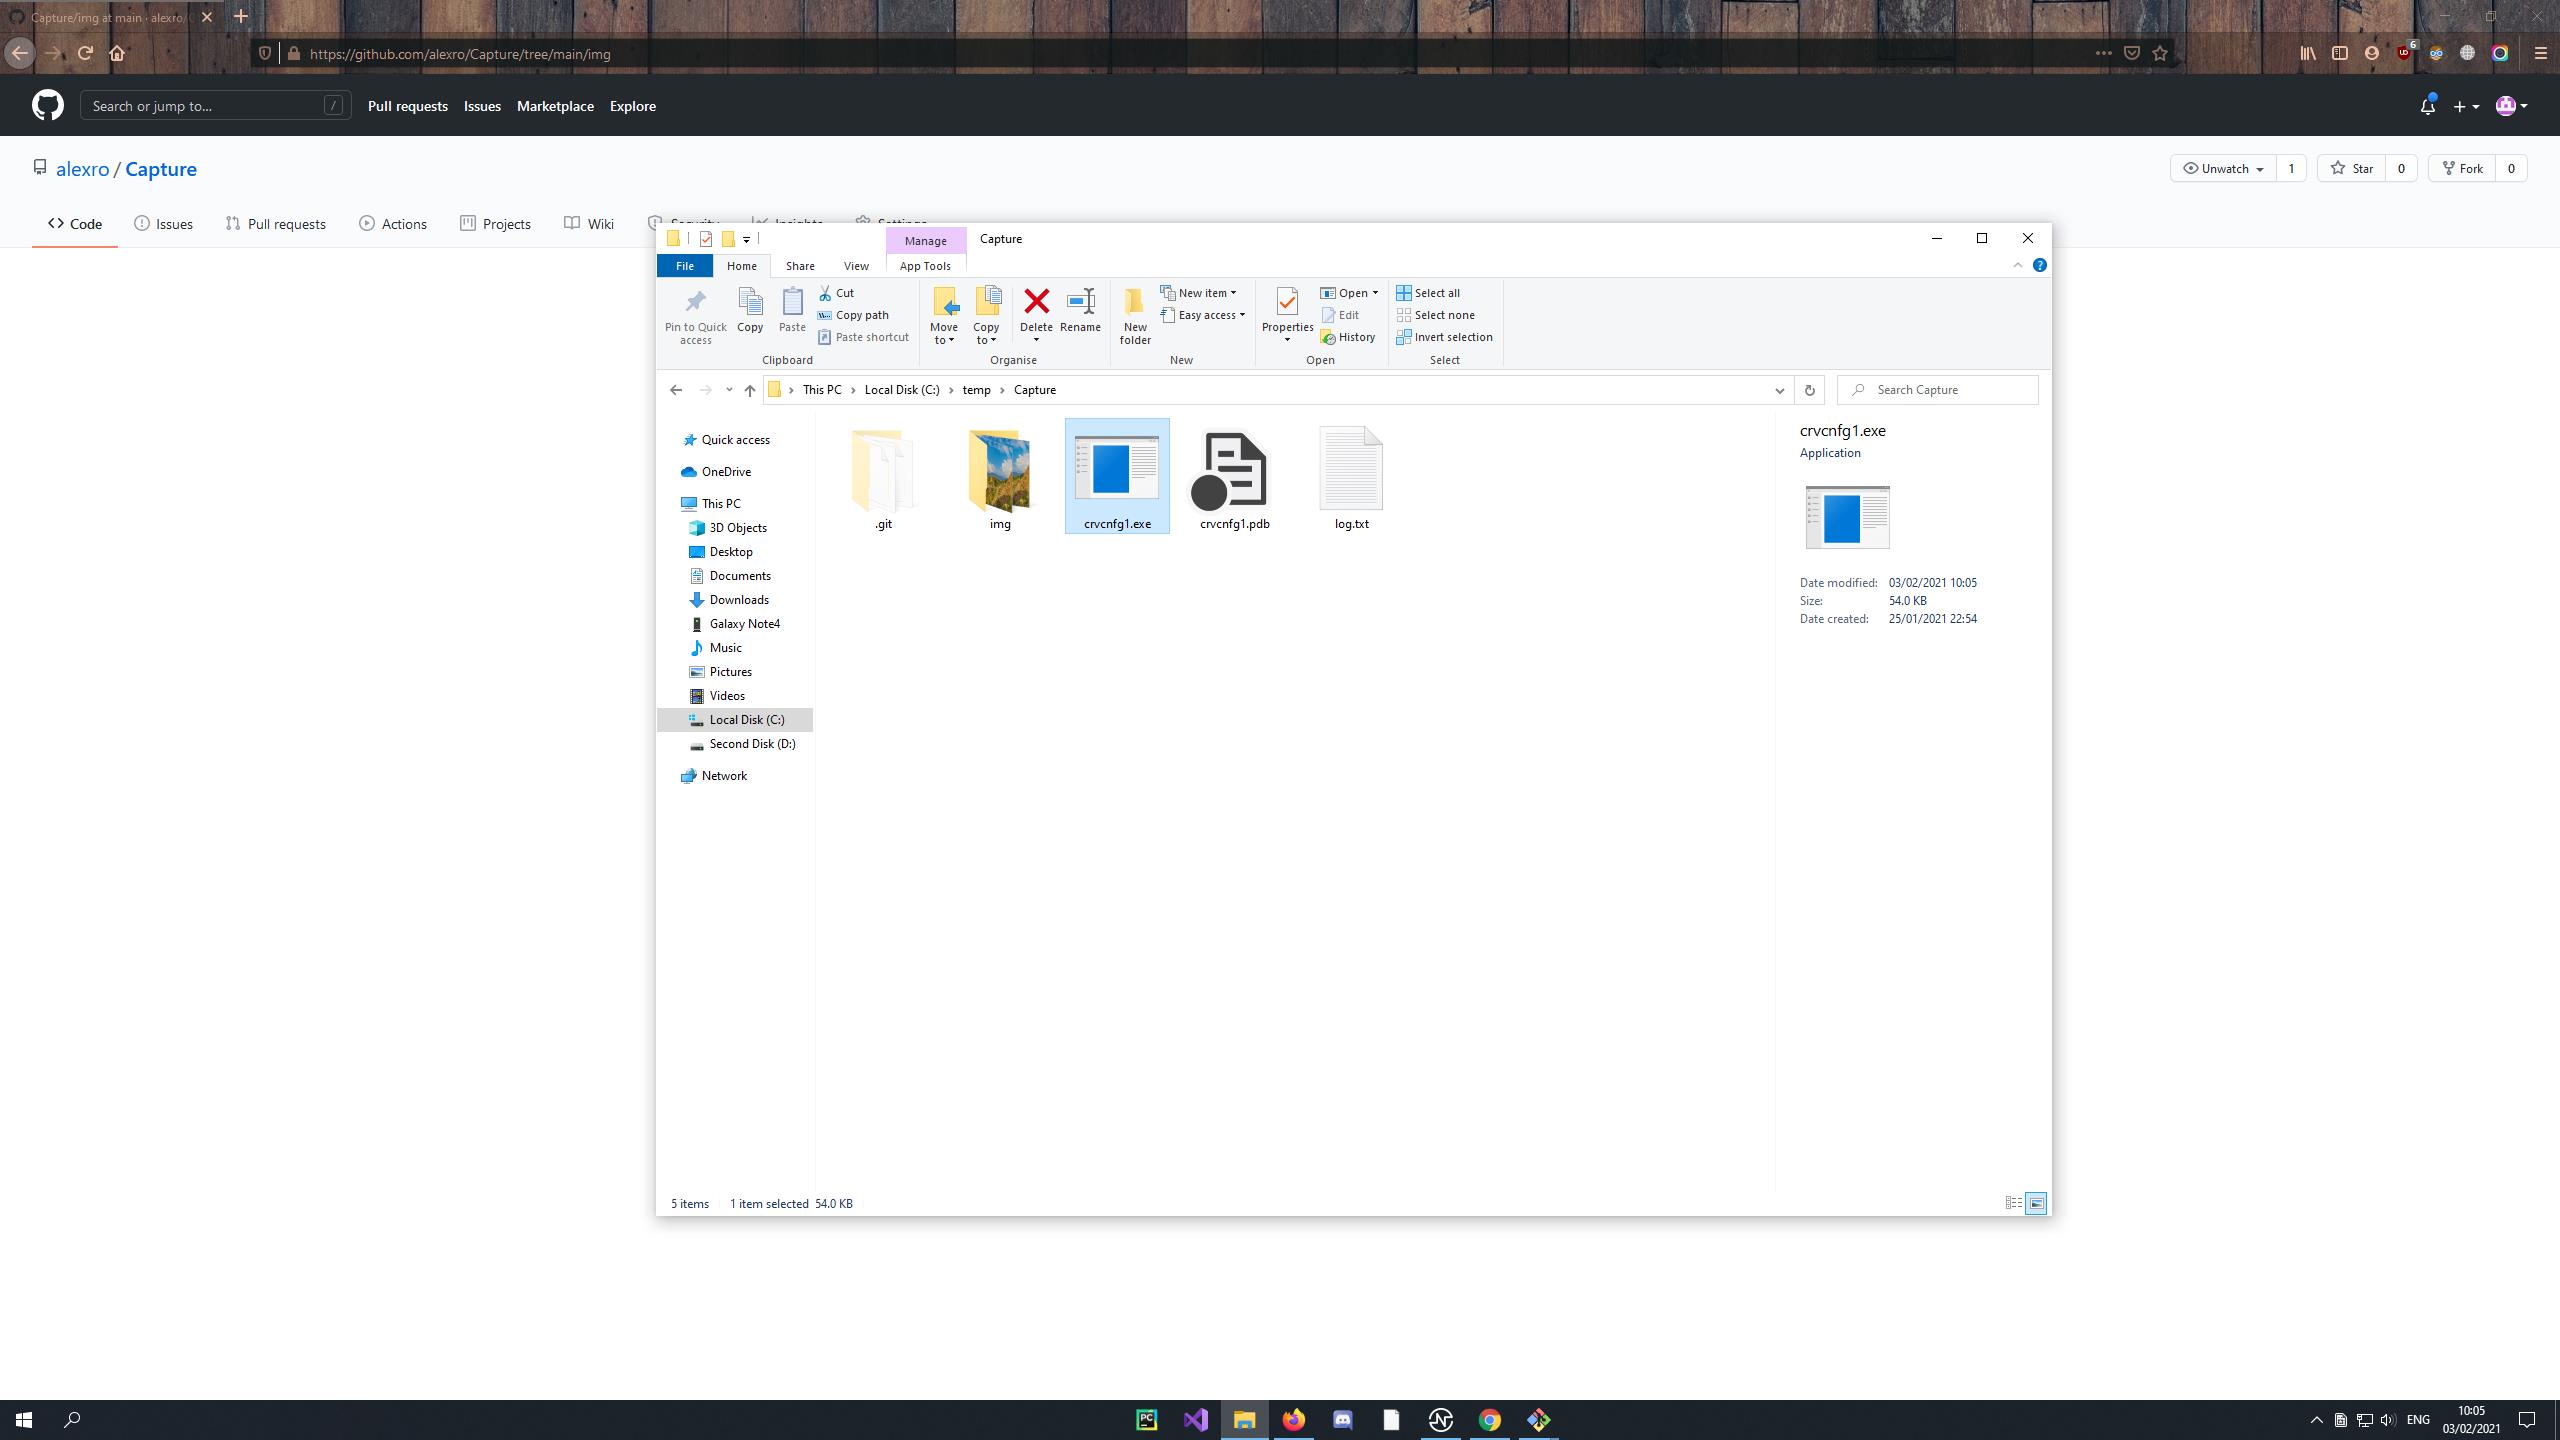 Capture/img at main · alexro/
https://github.com/alexro/Capture/tree/main/img
6
Search or jump to...
/
Pull requests
Issues
Marketplace
Explore
alexro / Capture
Unwatch
1
Star
0
Fork
0
Code
Issues
Pull requests
Actions
Projects
Wiki
Security
Insights
Settings
Manage
Capture
File
Home
Share
View
App Tools
Pin to Quick access
Copy
Paste
Cut
Copy path
Paste shortcut
Clipboard
Move to
Copy to
Delete
Rename
Organise
New folder
New item
Easy access
New
Properties
Open
Edit
History
Open
Select all
Select none
Invert selection
Select
This PC
Local Disk (C:)
temp
Capture
Search Capture
Quick access
OneDrive
This PC
3D Objects
Desktop
Documents
Downloads
Galaxy Note4
Music
Pictures
Videos
Local Disk (C:)
Second Disk (D:)
Network
.git
img
crvcnfg1.exe
crvcnfg1.pdb
log.txt
crvcnfg1.exe
Application
Date modified: 03/02/2021 10:05
Size: 54.0 KB
Date created: 25/01/2021 22:54
5 items
1 item selected 54.0 KB
PC
ENG
10:05
03/02/2021